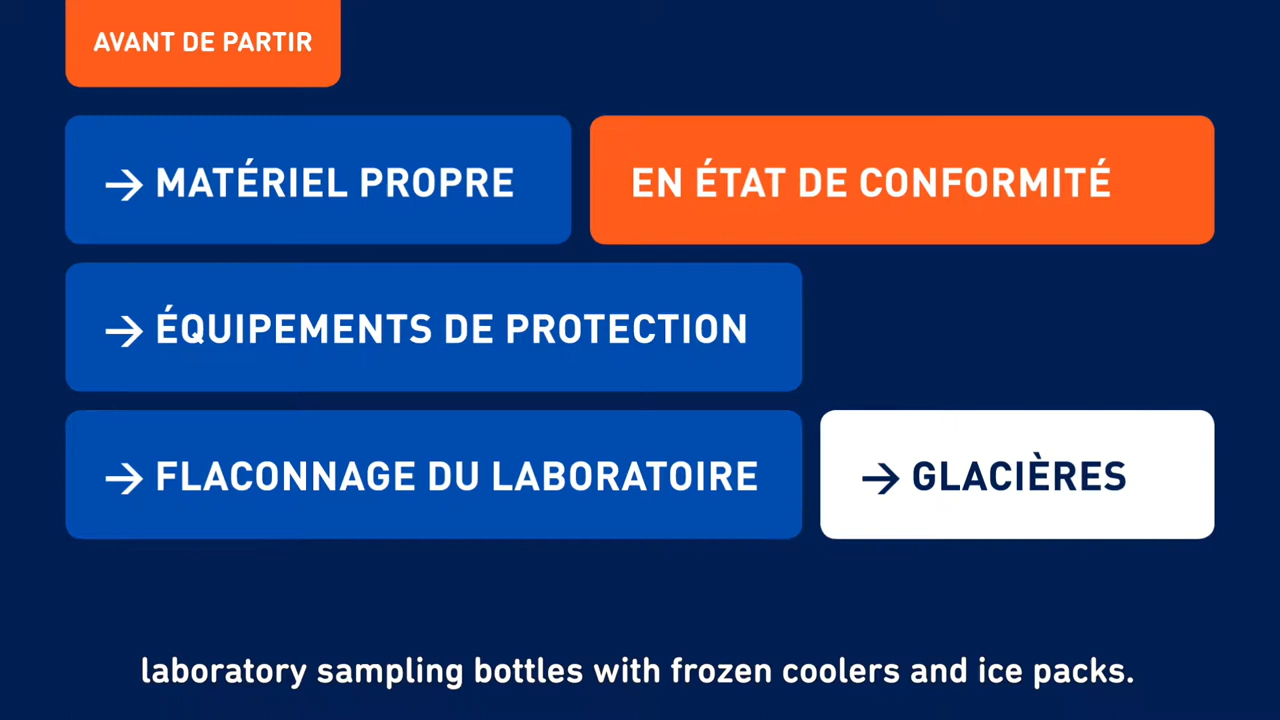 AVANT DE PARTIR
→ MATÉRIEL PROPRE
EN ÉTAT DE CONFORMITÉ
→ ÉQUIPEMENTS DE PROTECTION
→ FLACONNAGE DU LABORATOIRE
→ GLACIÈRES
laboratory sampling bottles with frozen coolers and ice packs.